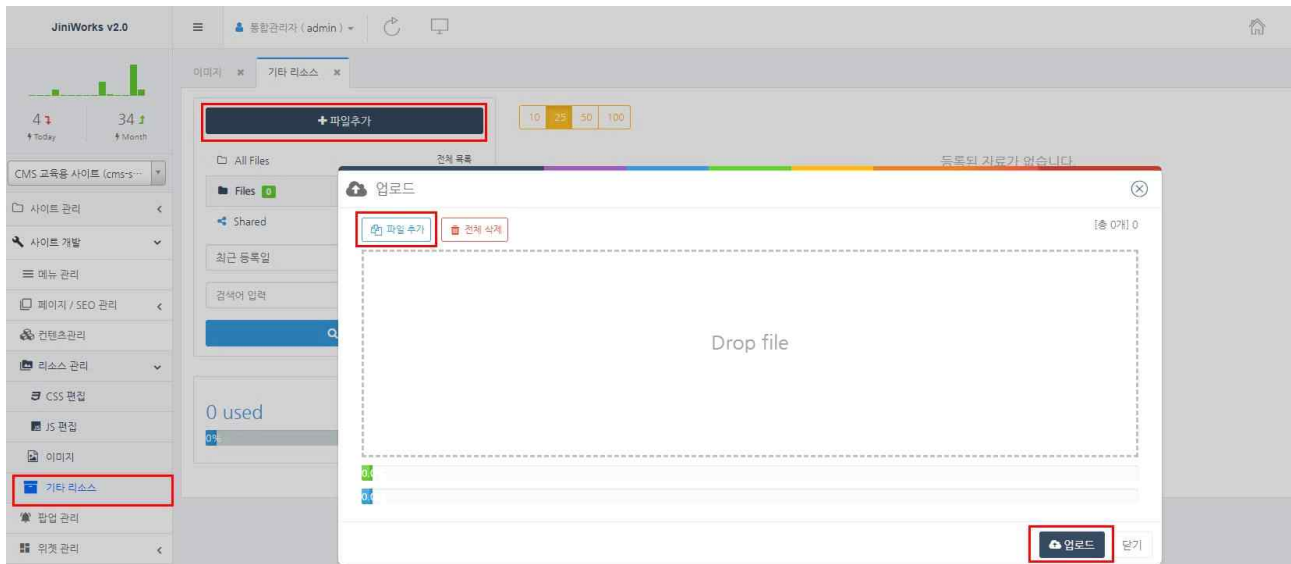 JiniWorks v2.0
통합관리자 ( admin )
이미지 기타 리소스
4 34
Today Month
CMS 교육용 사이트 (cms-s…
사이트 관리
사이트 개발
메뉴 관리
페이지 / SEO 관리
컨텐츠관리
리소스 관리
CSS 편집
JS 편집
이미지
기타 리소스
팝업 관리
위젯 관리
파일추가
10 25 50 100
All Files 전체 목록
등록된 자료가 없습니다.
Files 0
Shared
최근 등록일
검색어 입력
0 used
0%
업로드
파일 추가 전체 삭제 [총 0개] 0
Drop file
업로드 닫기